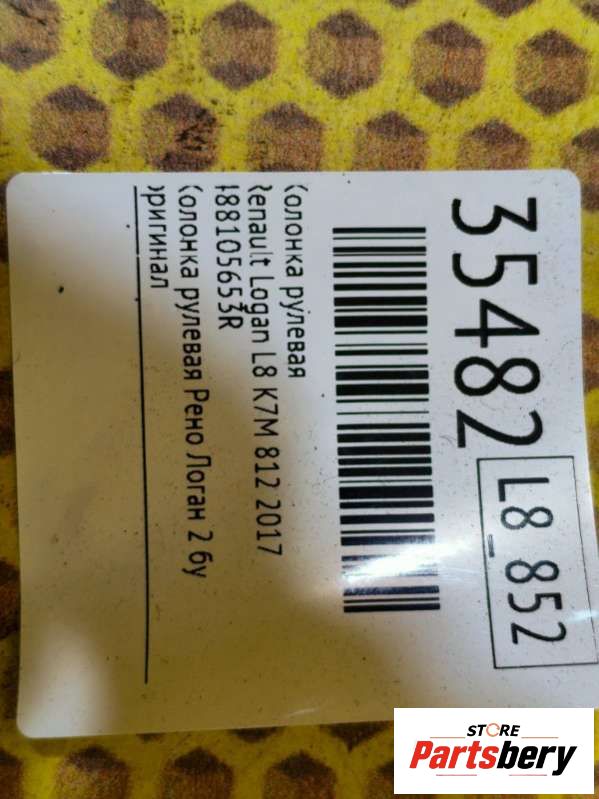 35482
L8_852
Колонка рулевая
Renault Logan L8 K7M 812 2017
488105653R
Колонка рулевая Рено Логан 2 бу
оригинал
STORE
Partsbery